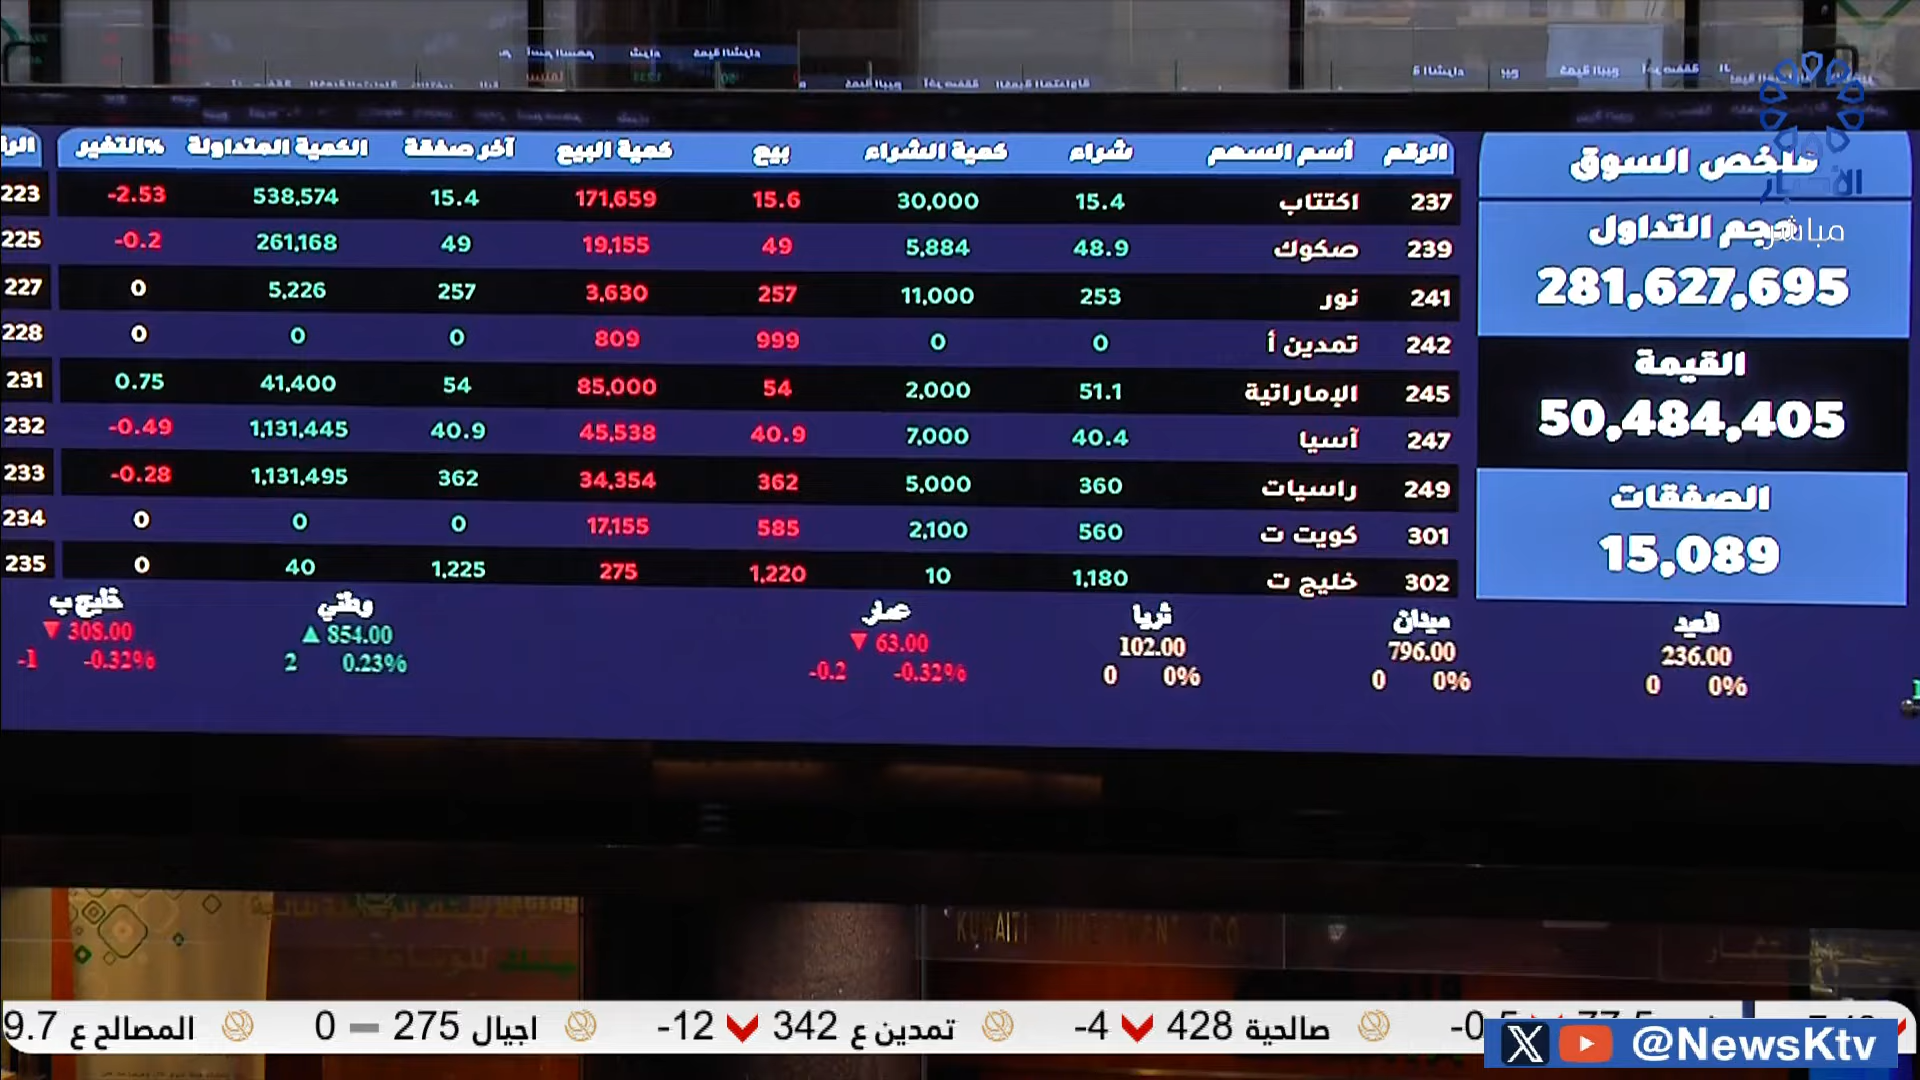 الرقم أسم السهم شراء كمية الشراء بيع كمية البيع آخر صفقة الكمية المتداولة التغير%
237 اكتتاب 15.4 30,000 15.6 171,659 15.4 538,574 -2.53 223
239 صكوك 48.9 5,884 49 19,155 49 261,168 -0.2 225
241 نور 253 11,000 257 3,630 257 5,226 0 227
242 تمدين أ 0 0 999 809 0 0 0 228
245 الإماراتية 51.1 2,000 54 85,000 54 41,400 0.75 231
247 آسيا 40.4 7,000 40.9 45,538 40.9 1,131,445 -0.49 232
249 راسيات 360 5,000 362 34,354 362 1,131,495 -0.28 233
301 كويت ت 560 2,100 585 17,155 0 0 0 234
302 خليج ت 1,180 10 1,220 275 1,225 40 0 235
ملخص السوق
حجم التداول
281,627,695
القيمة
50,484,405
الصفقات
15,089
الأخبار
مباشر
العيد
236.00
0 0%
ميدان
796.00
0 0%
ثريا
102.00
0 0%
عمار
▼ 63.00
-0.2 -0.32%
وطني
▲ 854.00
2 0.23%
خليج ب
▼ 308.00
-1 -0.32%
KUWAITI INVESTMENT CO
صالحية 428 -4
تمدين ع 342 -12
اجيال 275 0
المصالح ع 9.7
@NewsKtv